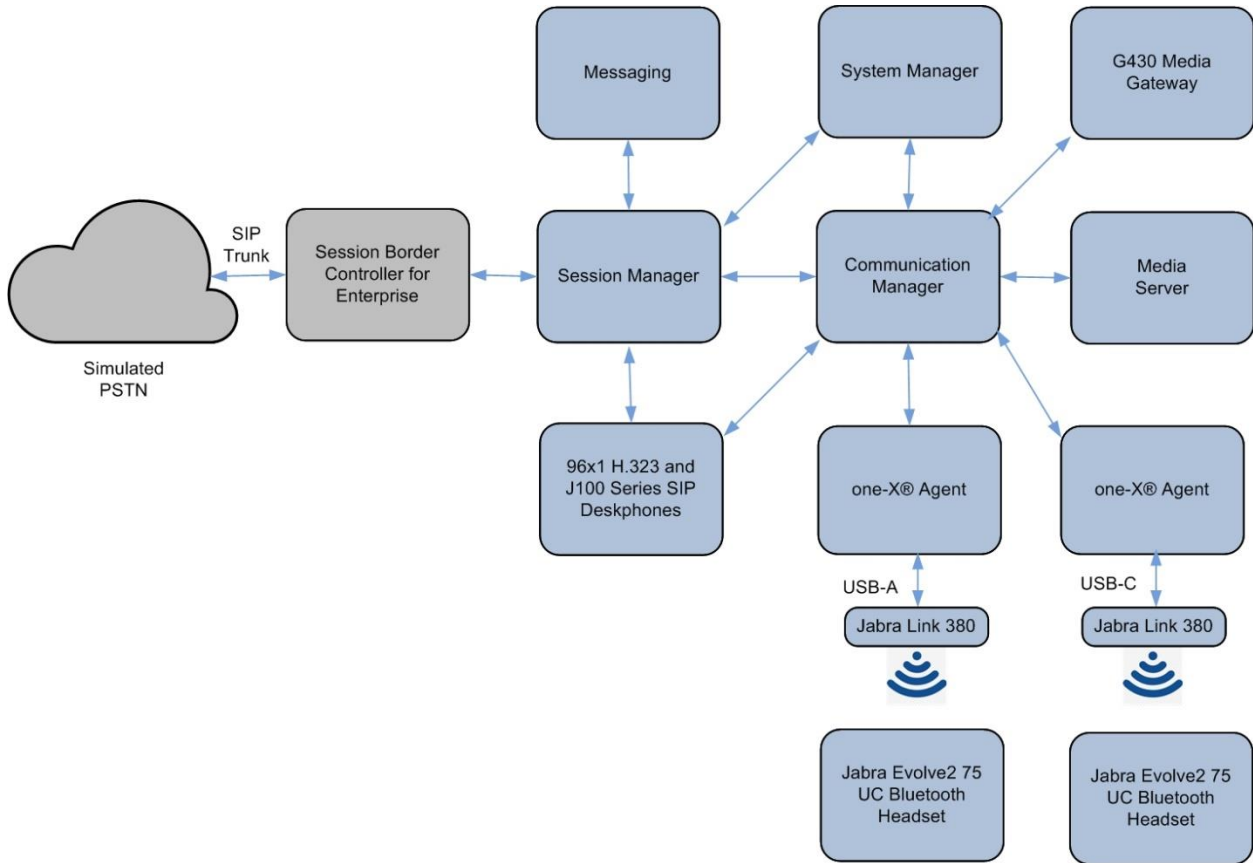 Messaging
System Manager
G430 Media
Gateway
SIP
Trunk
Session Border
Controller for
Enterprise
Session Manager
Communication
Manager
Media
Server
Simulated
PSTN
96x1 H.323 and
J100 Series SIP
Deskphones
one-X® Agent
one-X® Agent
USB-A
USB-C
Jabra Link 380
Jabra Link 380
Jabra Evolve2 75
UC Bluetooth
Headset
Jabra Evolve2 75
UC Bluetooth
Headset